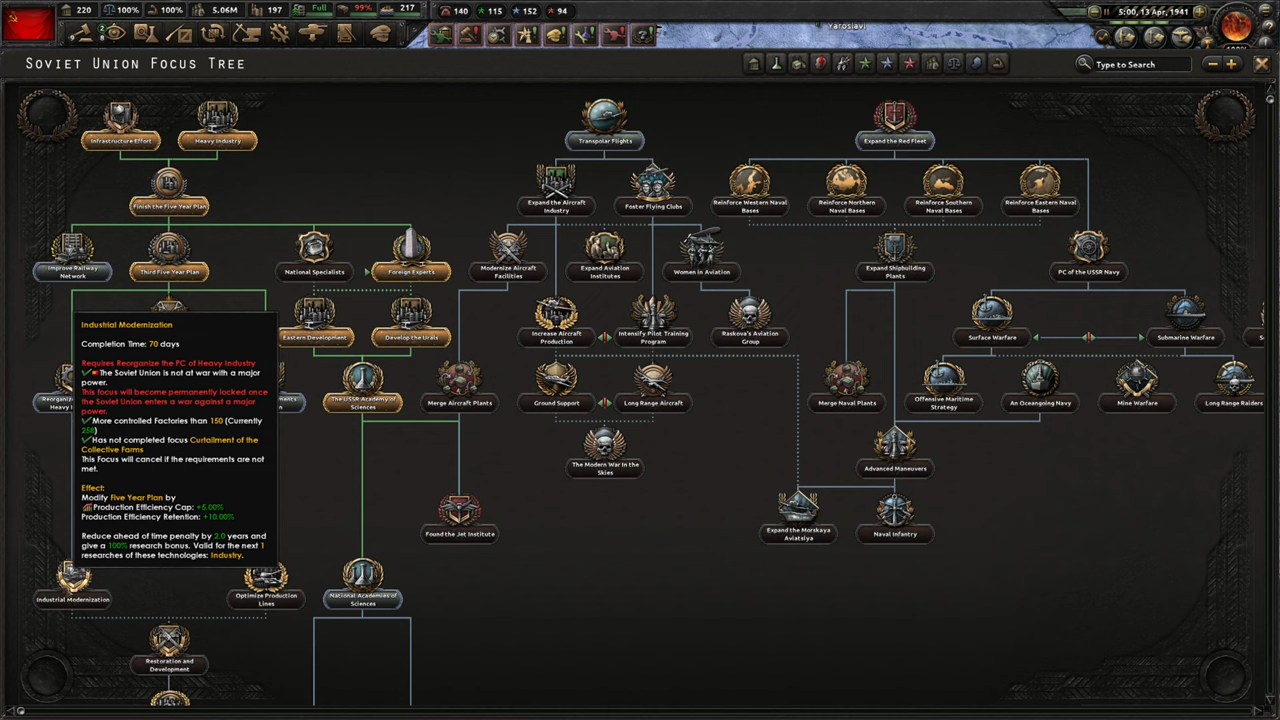 220
100%
100%
5.06M
197
Full
99%
217
140
115
152
94
5:00, 13 Apr, 1941
Yaroslavl
Soviet Union Focus Tree
Type to Search
Infrastructure Effort
Heavy Industry
Transpolar Flights
Expand the Red Fleet
Finish the Five Year Plan
Expand the Aircraft
Industry
Foster Flying Clubs
Reinforce Western Naval
Bases
Reinforce Northern
Naval Bases
Reinforce Southern
Naval Bases
Reinforce Eastern Naval
Bases
Improve Railway
Network
Third Five Year Plan
National Specialists
Foreign Experts
Modernize Aircraft
Facilities
Expand Aviation
Institutes
Women in Aviation
Expand Shipbuilding
Plants
PC of the USSR Navy
Industrial Modernization
Completion Time: 70 days
Requires Reorganize the PC of Heavy Industry
The Soviet Union is not at war with a major
power.
This focus will become permanently locked once
the Soviet Union enters a war against a major
power.
More controlled Factories than 150 (Currently
258)
Has not completed focus Curtailment of the
Collective Farms
This Focus will cancel if the requirements are not
met.
Effect:
Modify Five Year Plan by
Production Efficiency Cap: +5.00%
Production Efficiency Retention: +10.00%
Reduce ahead of time penalty by 2.0 years and
give a 100% research bonus. Valid for the next 1
researches of these technologies: Industry.
Eastern Development
Develop the Urals
Increase Aircraft
Production
Intensify Pilot Training
Program
Raskova's Aviation
Group
Surface Warfare
Submarine Warfare
The USSR Academy of
Sciences
Merge Aircraft Plants
Ground Support
Long Range Aircraft
Merge Naval Plants
Offensive Maritime
Strategy
An Oceangoing Navy
Mine Warfare
Long Range Raiders
The Modern War In the
Skies
Advanced Maneuvers
Found the Jet Institute
Expand the Morskaya
Aviatsiya
Naval Infantry
Industrial Modernization
Optimize Production
Lines
National Academies of
Sciences
Restoration and
Development